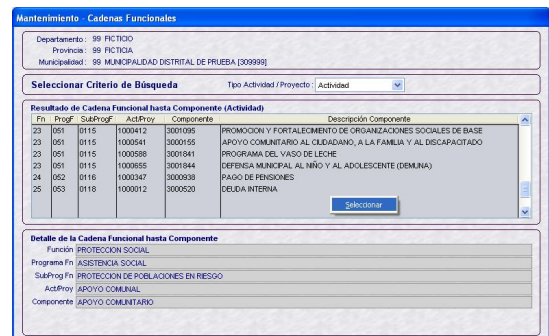 Mantenimiento - Cadenas Funcionales
Departamento : 99 FICTICIO
Provincia : 99 FICTICIA
Municipalidad : 99 MUNICIPALIDAD DISTRITAL DE PRUEBA [309999]
Seleccionar Criterio de Búsqueda Tipo Actividad / Proyecto : Actividad
Resultado de Cadena Funcional hasta Componente (Actividad)
Fn ProgF SubProgF Act/Proy Componente Descripción Componente
23 051 0115 1000412 3001095 PROMOCION Y FORTALECIMIENTO DE ORGANIZACIONES SOCIALES DE BASE
23 051 0115 1000541 3000155 APOYO COMUNITARIO AL CIUDADANO, A LA FAMILIA Y AL DISCAPACITADO
23 051 0115 1000588 3001841 PROGRAMA DEL VASO DE LECHE
23 051 0115 1000655 3001844 DEFENSA MUNICIPAL AL NIÑO Y AL ADOLESCENTE (DEMUNA)
24 052 0116 1000347 3000938 PAGO DE PENSIONES
25 053 0118 1000012 3000520 DEUDA INTERNA
Seleccionar
Detalle de la Cadena Funcional hasta Componente
Función PROTECCION SOCIAL
Programa Fn ASISTENCIA SOCIAL
SubProg Fn PROTECCION DE POBLACIONES EN RIESGO
Act/Proy APOYO COMUNAL
Componente APOYO COMUNITARIO